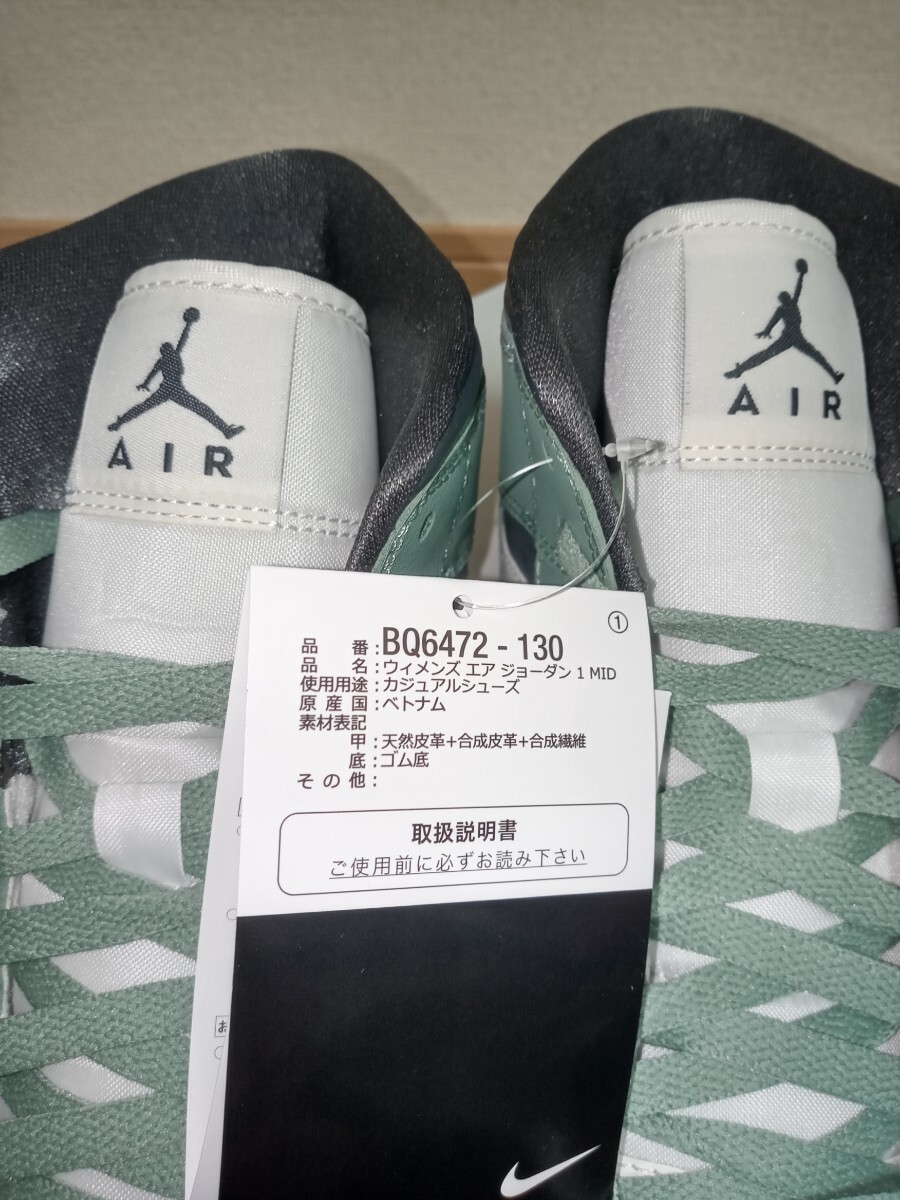 AIR
AIR
①
品 番:BQ6472-130
品 名:ウィメンズ エア ジョーダン 1 MID
使用用途:カジュアルシューズ
原産国:ベトナム
素材表記
甲:天然皮革+合成皮革+合成繊維
底:ゴム底
その他:
取扱説明書
ご使用前に必ずお読み下さい
お